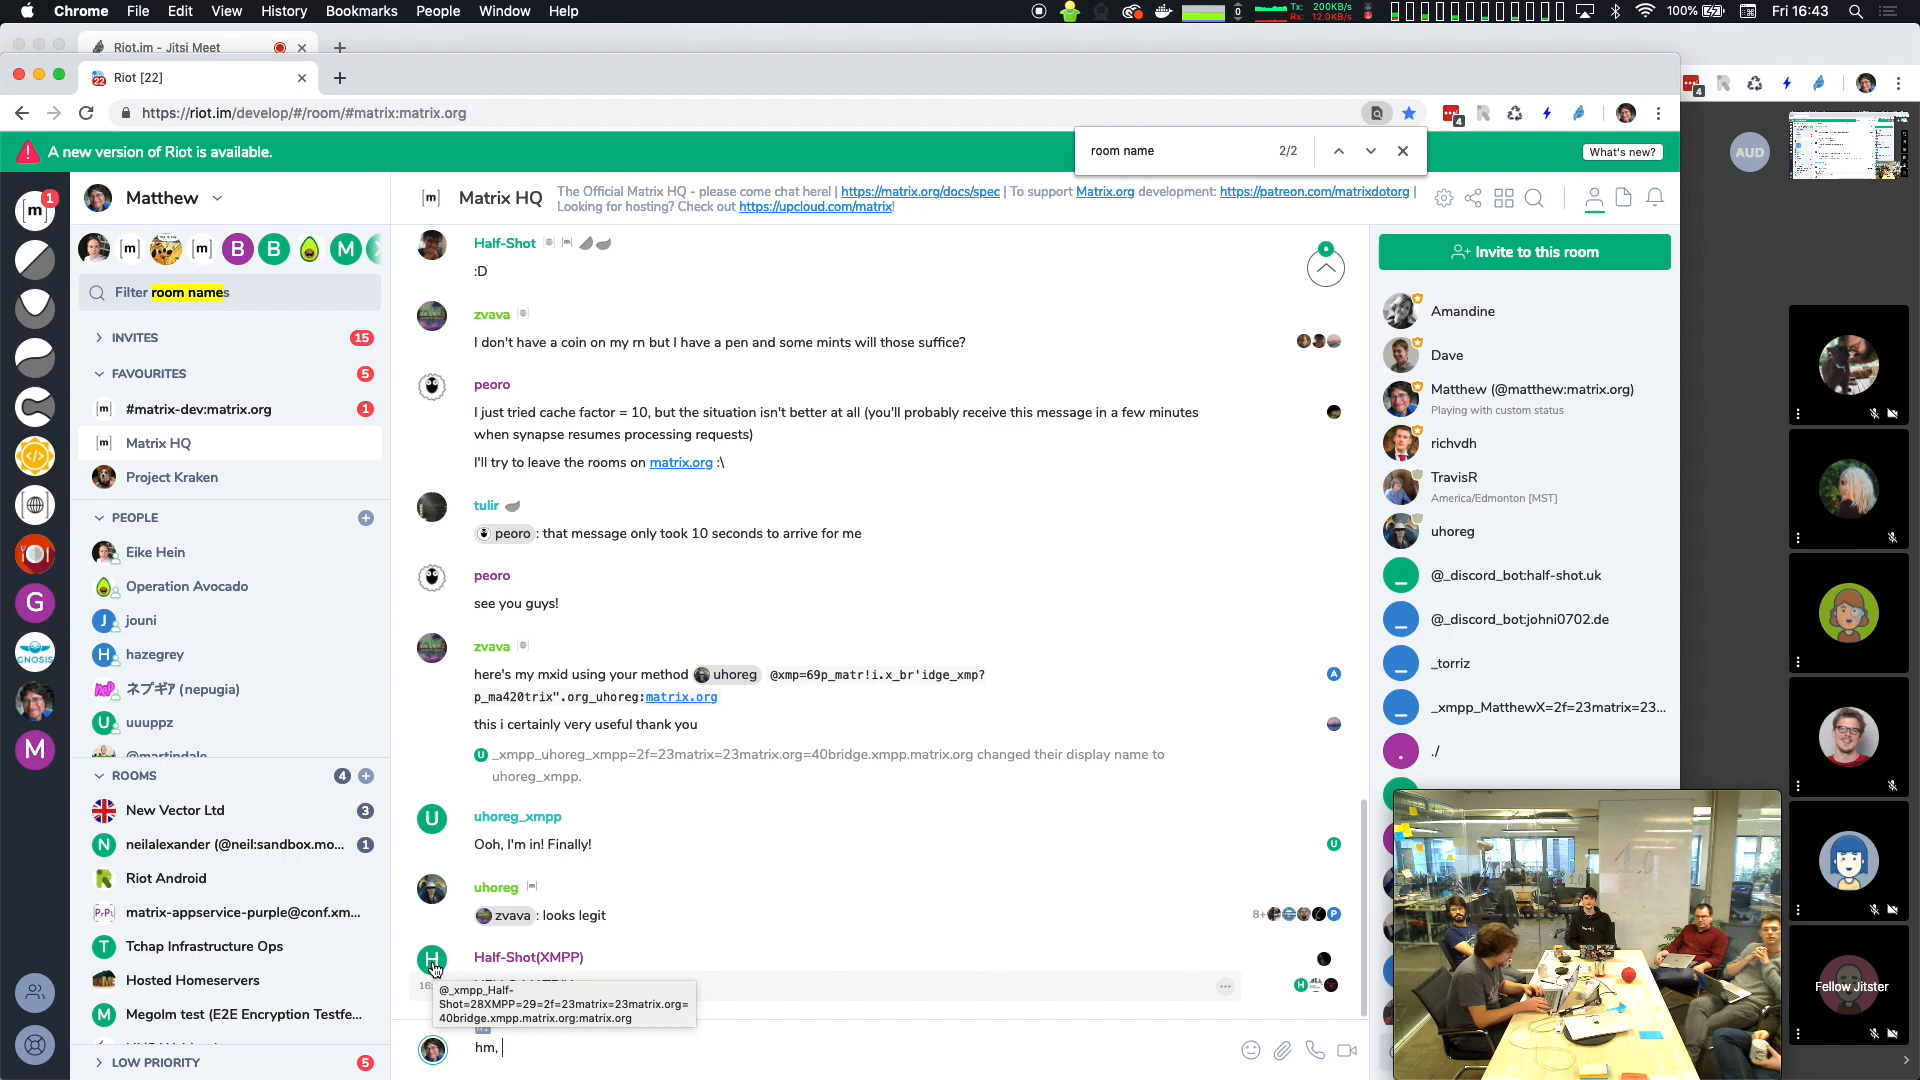 Chrome File Edit View History Bookmarks People Window Help
0 Tx: 200KB/s Rx: 12.0KB/s 100% Fri 16:43
Riot.im - Jitsi Meet
Riot [22]
https://riot.im/develop/#/room/#matrix:matrix.org
A new version of Riot is available.
room name 2/2
What's new?
Matthew
Matrix HQ
The Official Matrix HQ - please come chat here! | https://matrix.org/docs/spec | To support Matrix.org development: https://patreon.com/matrixdotorg |
Looking for hosting? Check out https://upcloud.com/matrix!
AUD
Filter room names
INVITES 15
FAVOURITES 5
#matrix-dev:matrix.org 1
Matrix HQ
Project Kraken
PEOPLE
Eike Hein
Operation Avocado
jouni
hazegrey
ネプギア (nepugia)
uuuppz
@martindale
ROOMS 4
New Vector Ltd 3
neilalexander (@neil:sandbox.mo... 1
Riot Android
matrix-appservice-purple@conf.xm...
Tchap Infrastructure Ops
Hosted Homeservers
Megolm test (E2E Encryption Testfe...
LOW PRIORITY 5
Half-Shot
:D
zvava
I don't have a coin on my rn but I have a pen and some mints will those suffice?
peoro
I just tried cache factor = 10, but the situation isn't better at all (you'll probably receive this message in a few minutes
when synapse resumes processing requests)
I'll try to leave the rooms on matrix.org :\
tulir
peoro : that message only took 10 seconds to arrive for me
peoro
see you guys!
zvava
here's my mxid using your method uhoreg @xmp=69p_matr!i.x_br'idge_xmp?
p_ma420trix".org_uhoreg:matrix.org
this i certainly very useful thank you
_xmpp_uhoreg_xmpp=2f=23matrix=23matrix.org=40bridge.xmpp.matrix.org changed their display name to
uhoreg_xmpp.
uhoreg_xmpp
Ooh, I'm in! Finally!
uhoreg
zvava : looks legit
8+
Half-Shot(XMPP)
@_xmpp_Half-
Shot=28XMPP=29=2f=23matrix=23matrix.org=
40bridge.xmpp.matrix.org:matrix.org
hm,
Invite to this room
Amandine
Dave
Matthew (@matthew:matrix.org)
Playing with custom status
richvdh
TravisR
America/Edmonton [MST]
uhoreg
@_discord_bot:half-shot.uk
@_discord_bot:johni0702.de
_torriz
_xmpp_MatthewX=2f=23matrix=23...
./
Fellow Jitster